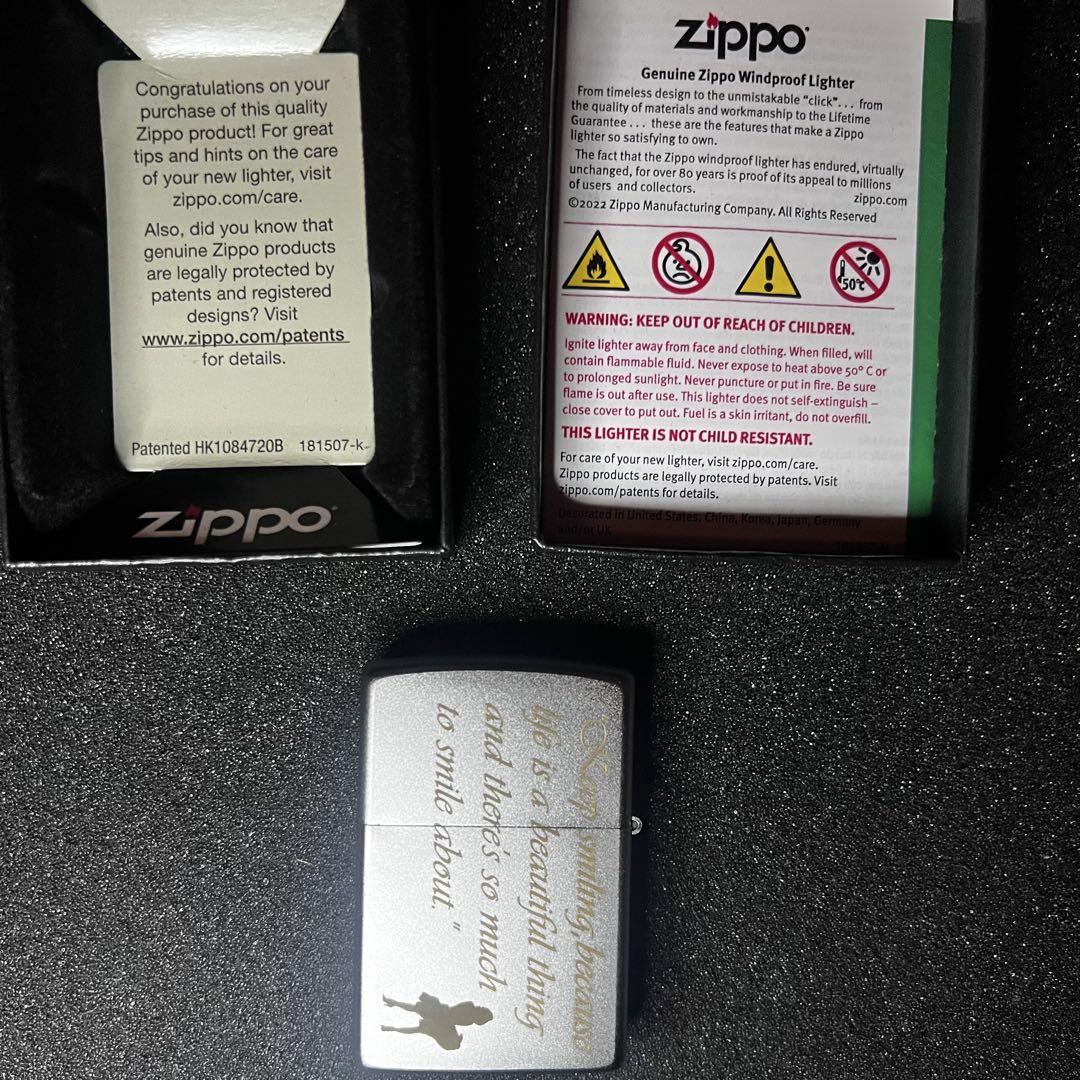 Congratulations on your
purchase of this quality
Zippo product! For great
tips and hints on the care
of your new lighter, visit
zippo.com/care.
Also, did you know that
genuine Zippo products
are legally protected by
patents and registered
designs? Visit
www.zippo.com/patents
for details.
Patented HK1084720B 181507-k
zippo
zippo
Genuine Zippo Windproof Lighter
From timeless design to the unmistakable "click"... from
the quality of materials and workmanship to the Lifetime
Guarantee... these are the features that make a Zippo
lighter so satisfying to own.
The fact that the Zippo windproof lighter has endured, virtually
unchanged, for over 80 years is proof of its appeal to millions
of users and collectors.
zippo.com
©2022 Zippo Manufacturing Company. All Rights Reserved
50℃
WARNING: KEEP OUT OF REACH OF CHILDREN.
Ignite lighter away from face and clothing. When filled, will
contain flammable fluid. Never expose to heat above 50° C or
to prolonged sunlight. Never puncture or put in fire. Be sure
flame is out after use. This lighter does not self-extinguish –
close cover to put out. Fuel is a skin irritant, do not overfill.
THIS LIGHTER IS NOT CHILD RESISTANT.
For care of your new lighter, visit zippo.com/care.
Zippo products are legally protected by patents. Visit
zippo.com/patents for details.
Decorated in United States, China, Korea, Japan, Germany
and/or UK
"Keep smiling, because
life is a beautiful thing
and there's so much
to smile about."